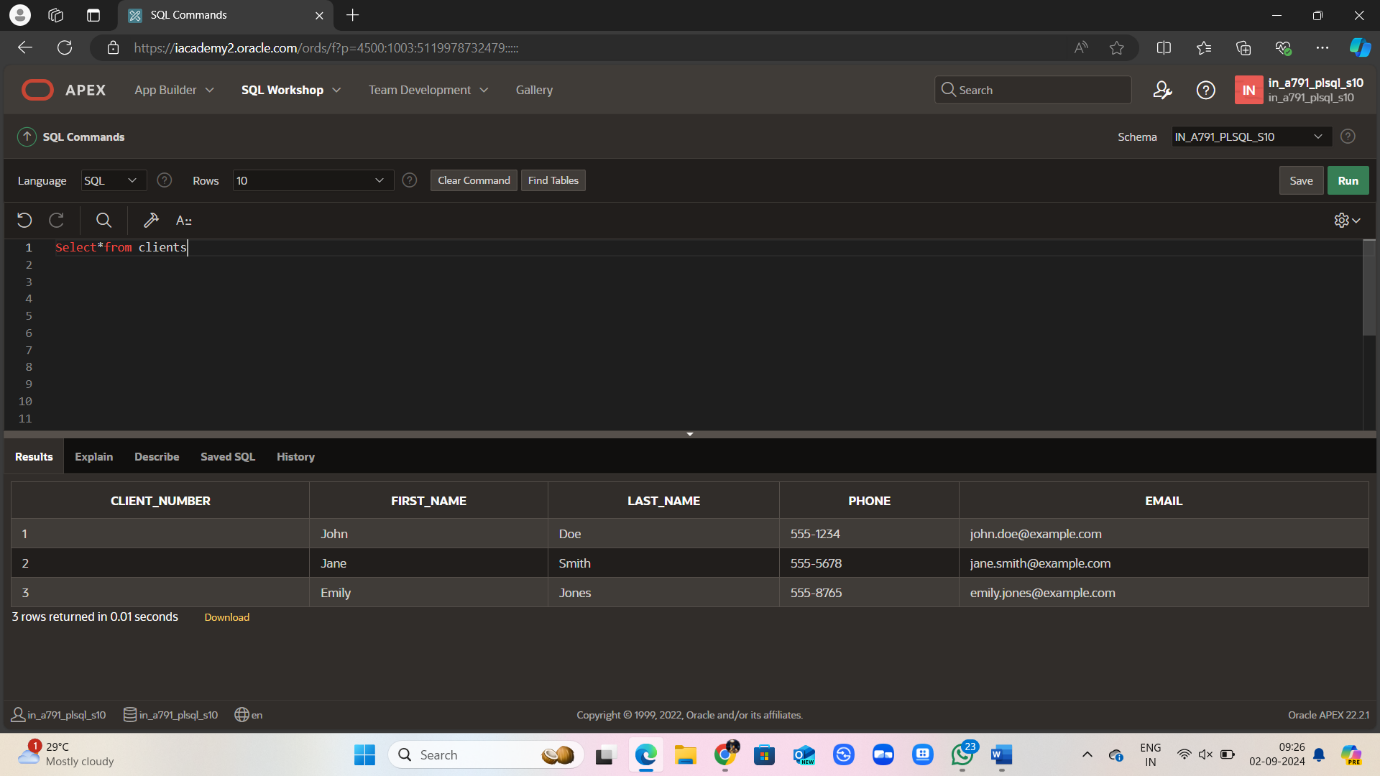 SQL Commands
https://iacademy2.oracle.com/ords/f?p=4500:1003:5119978732479:::::
APEX App Builder SQL Workshop Team Development Gallery Search IN in_a791_plsql_s10
in_a791_plsql_s10
SQL Commands Schema IN_A791_PLSQL_S10
Language SQL Rows 10 Clear Command Find Tables Save Run
A::
1 Select*from clients
2
3
4
5
6
7
8
9
10
11
Results Explain Describe Saved SQL History
CLIENT_NUMBER FIRST_NAME LAST_NAME PHONE EMAIL
1 John Doe 555-1234 john.doe@example.com
2 Jane Smith 555-5678 jane.smith@example.com
3 Emily Jones 555-8765 emily.jones@example.com
3 rows returned in 0.01 seconds Download
in_a791_plsql_s10 in_a791_plsql_s10 en Copyright © 1999, 2022, Oracle and/or its affiliates. Oracle APEX 22.2.1
1 29°C Mostly cloudy
Search
NEW
23
ENG
IN
09:26
02-09-2024
PRE